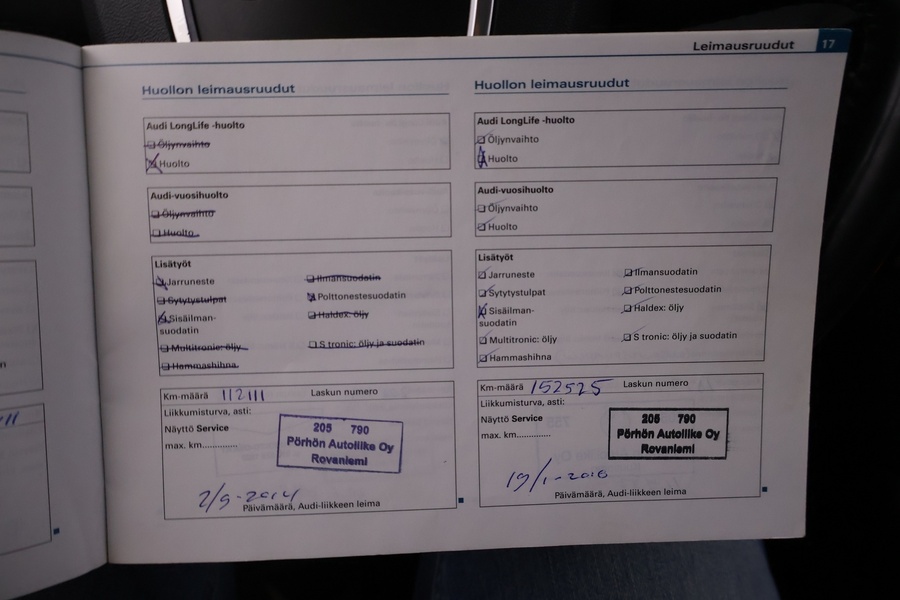 Leimausruudut 17
Huollon leimausruudut
Audi LongLife -huolto
Öljynvaihto
Huolto
Audi-vuosihuolto
Öljynvaihto
Huolto
Lisätyöt
Jarruneste
Ilmansuodatin
Sytytystulpat
Polttonestesuodatin
Sisäilman-
suodatin
Haldex: öljy
Multitronic: öljy
S tronic: öljy ja suodatin
Hammashihna
Km-määrä 112111 Laskun numero
Liikkumisturva, asti:
Näyttö Service
max. km.............
205 790
Pörhön Autoliike Oy
Rovaniemi
2/9-2014
Päivämäärä, Audi-liikkeen leima
Huollon leimausruudut
Audi LongLife -huolto
Öljynvaihto
Huolto
Audi-vuosihuolto
Öljynvaihto
Huolto
Lisätyöt
Jarruneste
Ilmansuodatin
Sytytystulpat
Polttonestesuodatin
Sisäilman-
suodatin
Haldex: öljy
Multitronic: öljy
S tronic: öljy ja suodatin
Hammashihna
Km-määrä 152525 Laskun numero
Liikkumisturva, asti:
Näyttö Service
max. km.............
205 790
Pörhön Autoliike Oy
Rovaniemi
19/1-2016
Päivämäärä, Audi-liikkeen leima